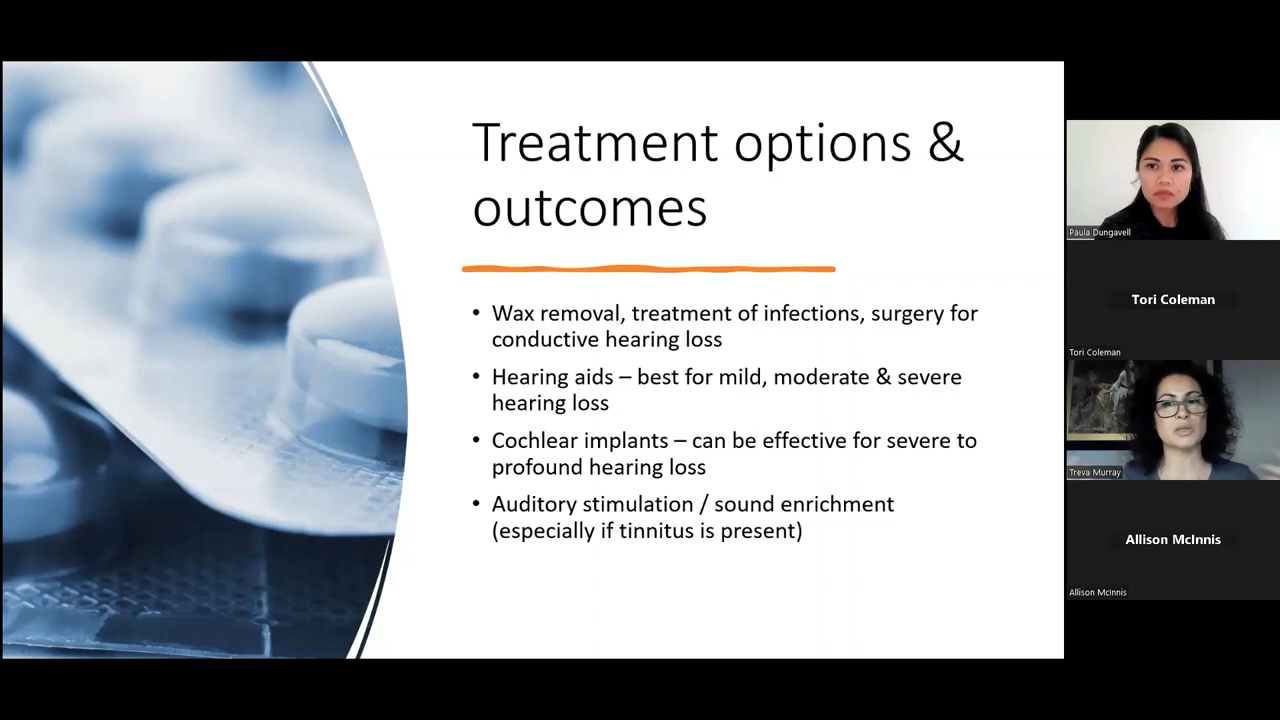 Treatment options &
outcomes
• Wax removal, treatment of infections, surgery for
conductive hearing loss
• Hearing aids – best for mild, moderate & severe
hearing loss
• Cochlear implants – can be effective for severe to
profound hearing loss
• Auditory stimulation / sound enrichment
(especially if tinnitus is present)
Paula Dungavell
Tori Coleman
Tori Coleman
Treva Murray
Allison McInnis
Allison McInnis